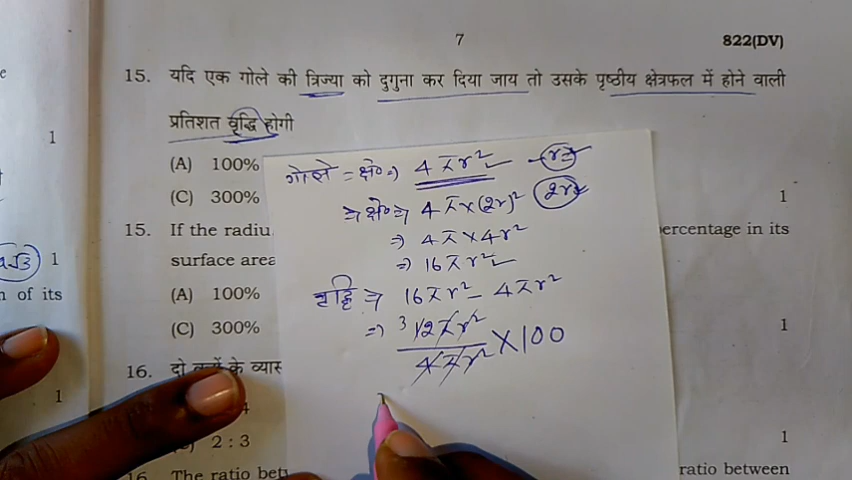 7
822(DV)
15. यदि एक गोले की त्रिज्या को दुगुना कर दिया जाय तो उसके पृष्ठीय क्षेत्रफल में होने वाली
प्रतिशत वृद्धि होगी
1
(A) 100%
(C) 300%
1
गोले = क्षे० ⇒ 4πr² r
⇒ क्षे० ⇒ 4π×(2r)² 2r
⇒ 4π×4r²
⇒ 16πr²
वृद्धि ⇒ 16πr² - 4πr²
⇒ 3 12πr²
4πr² ×100
15. If the radiu
ercentage in its
surface area
(A) 100%
(C) 300%
1
1
n of its
1
16. दो के व्यास
4
2 : 3
1
16. The ratio bet
ratio between